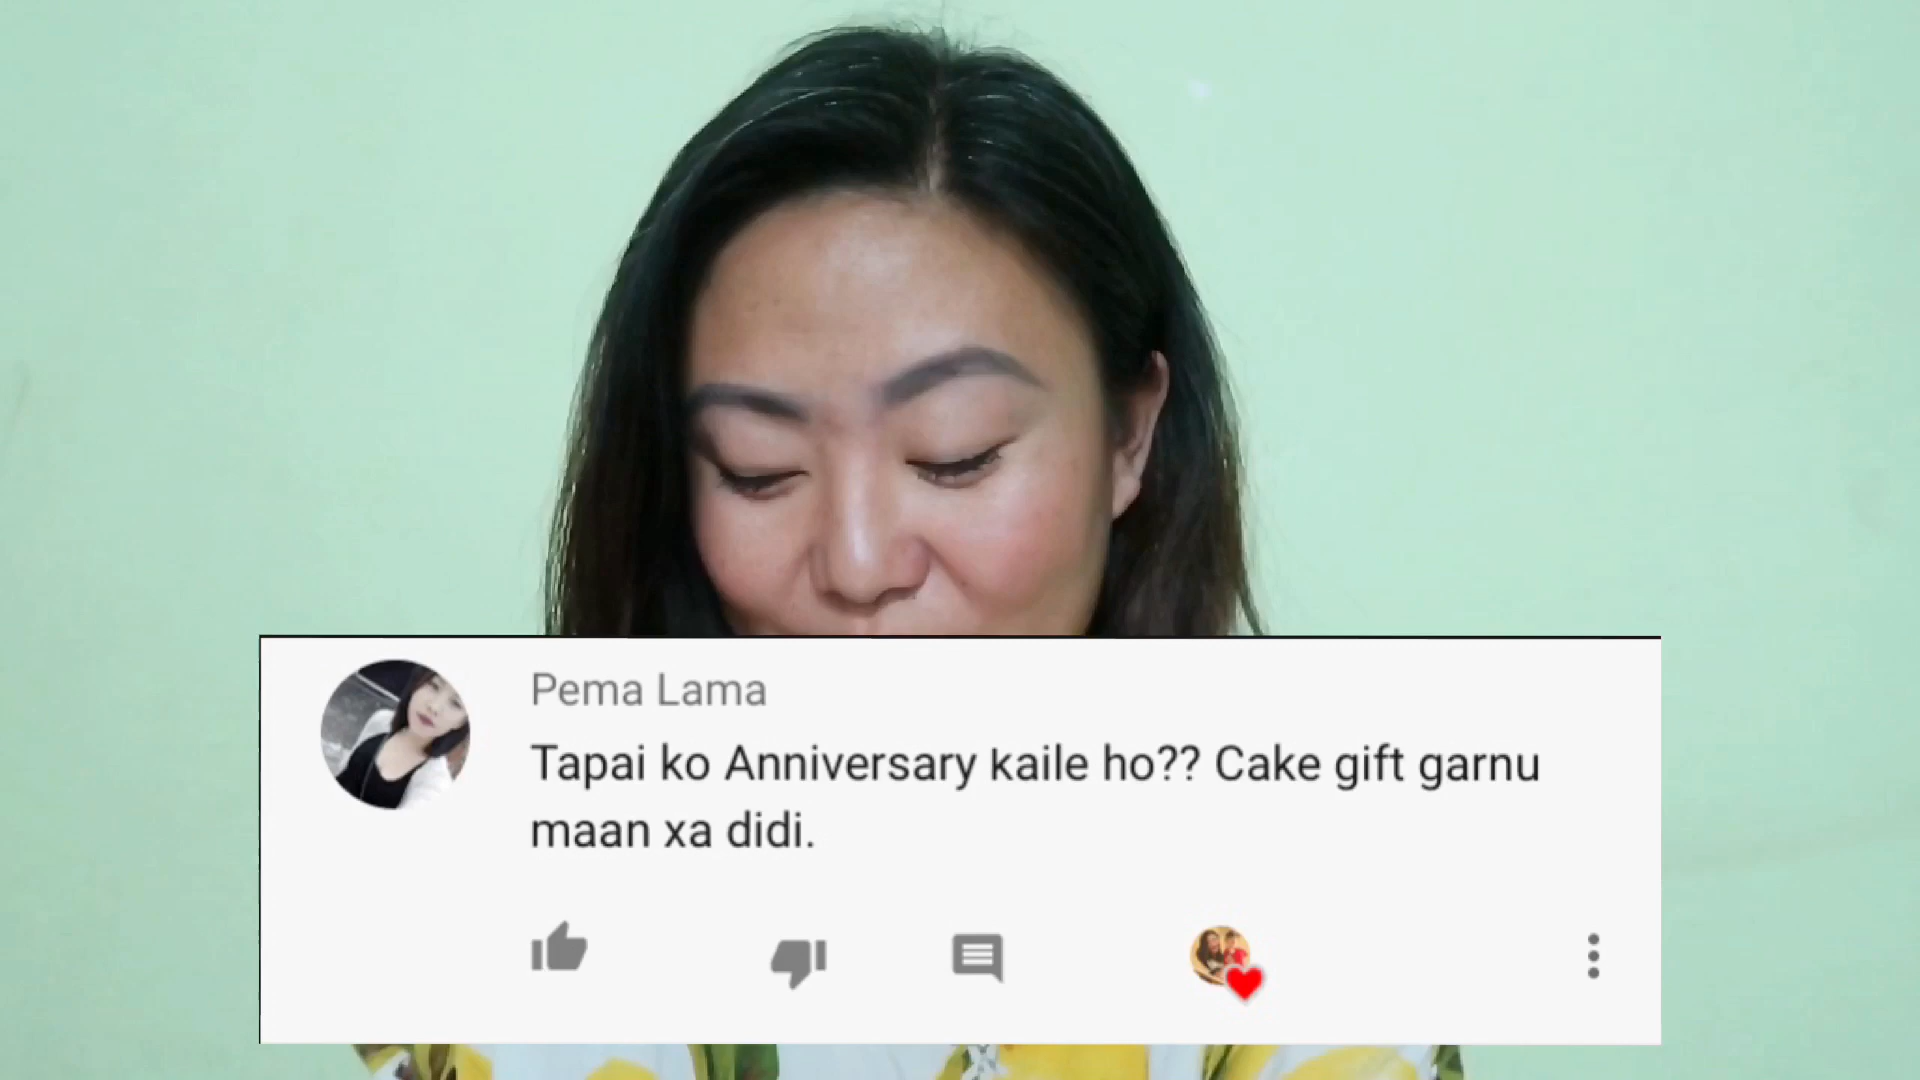 Pema Lama
Tapai ko Anniversary kaile ho?? Cake gift garnu
maan xa didi.